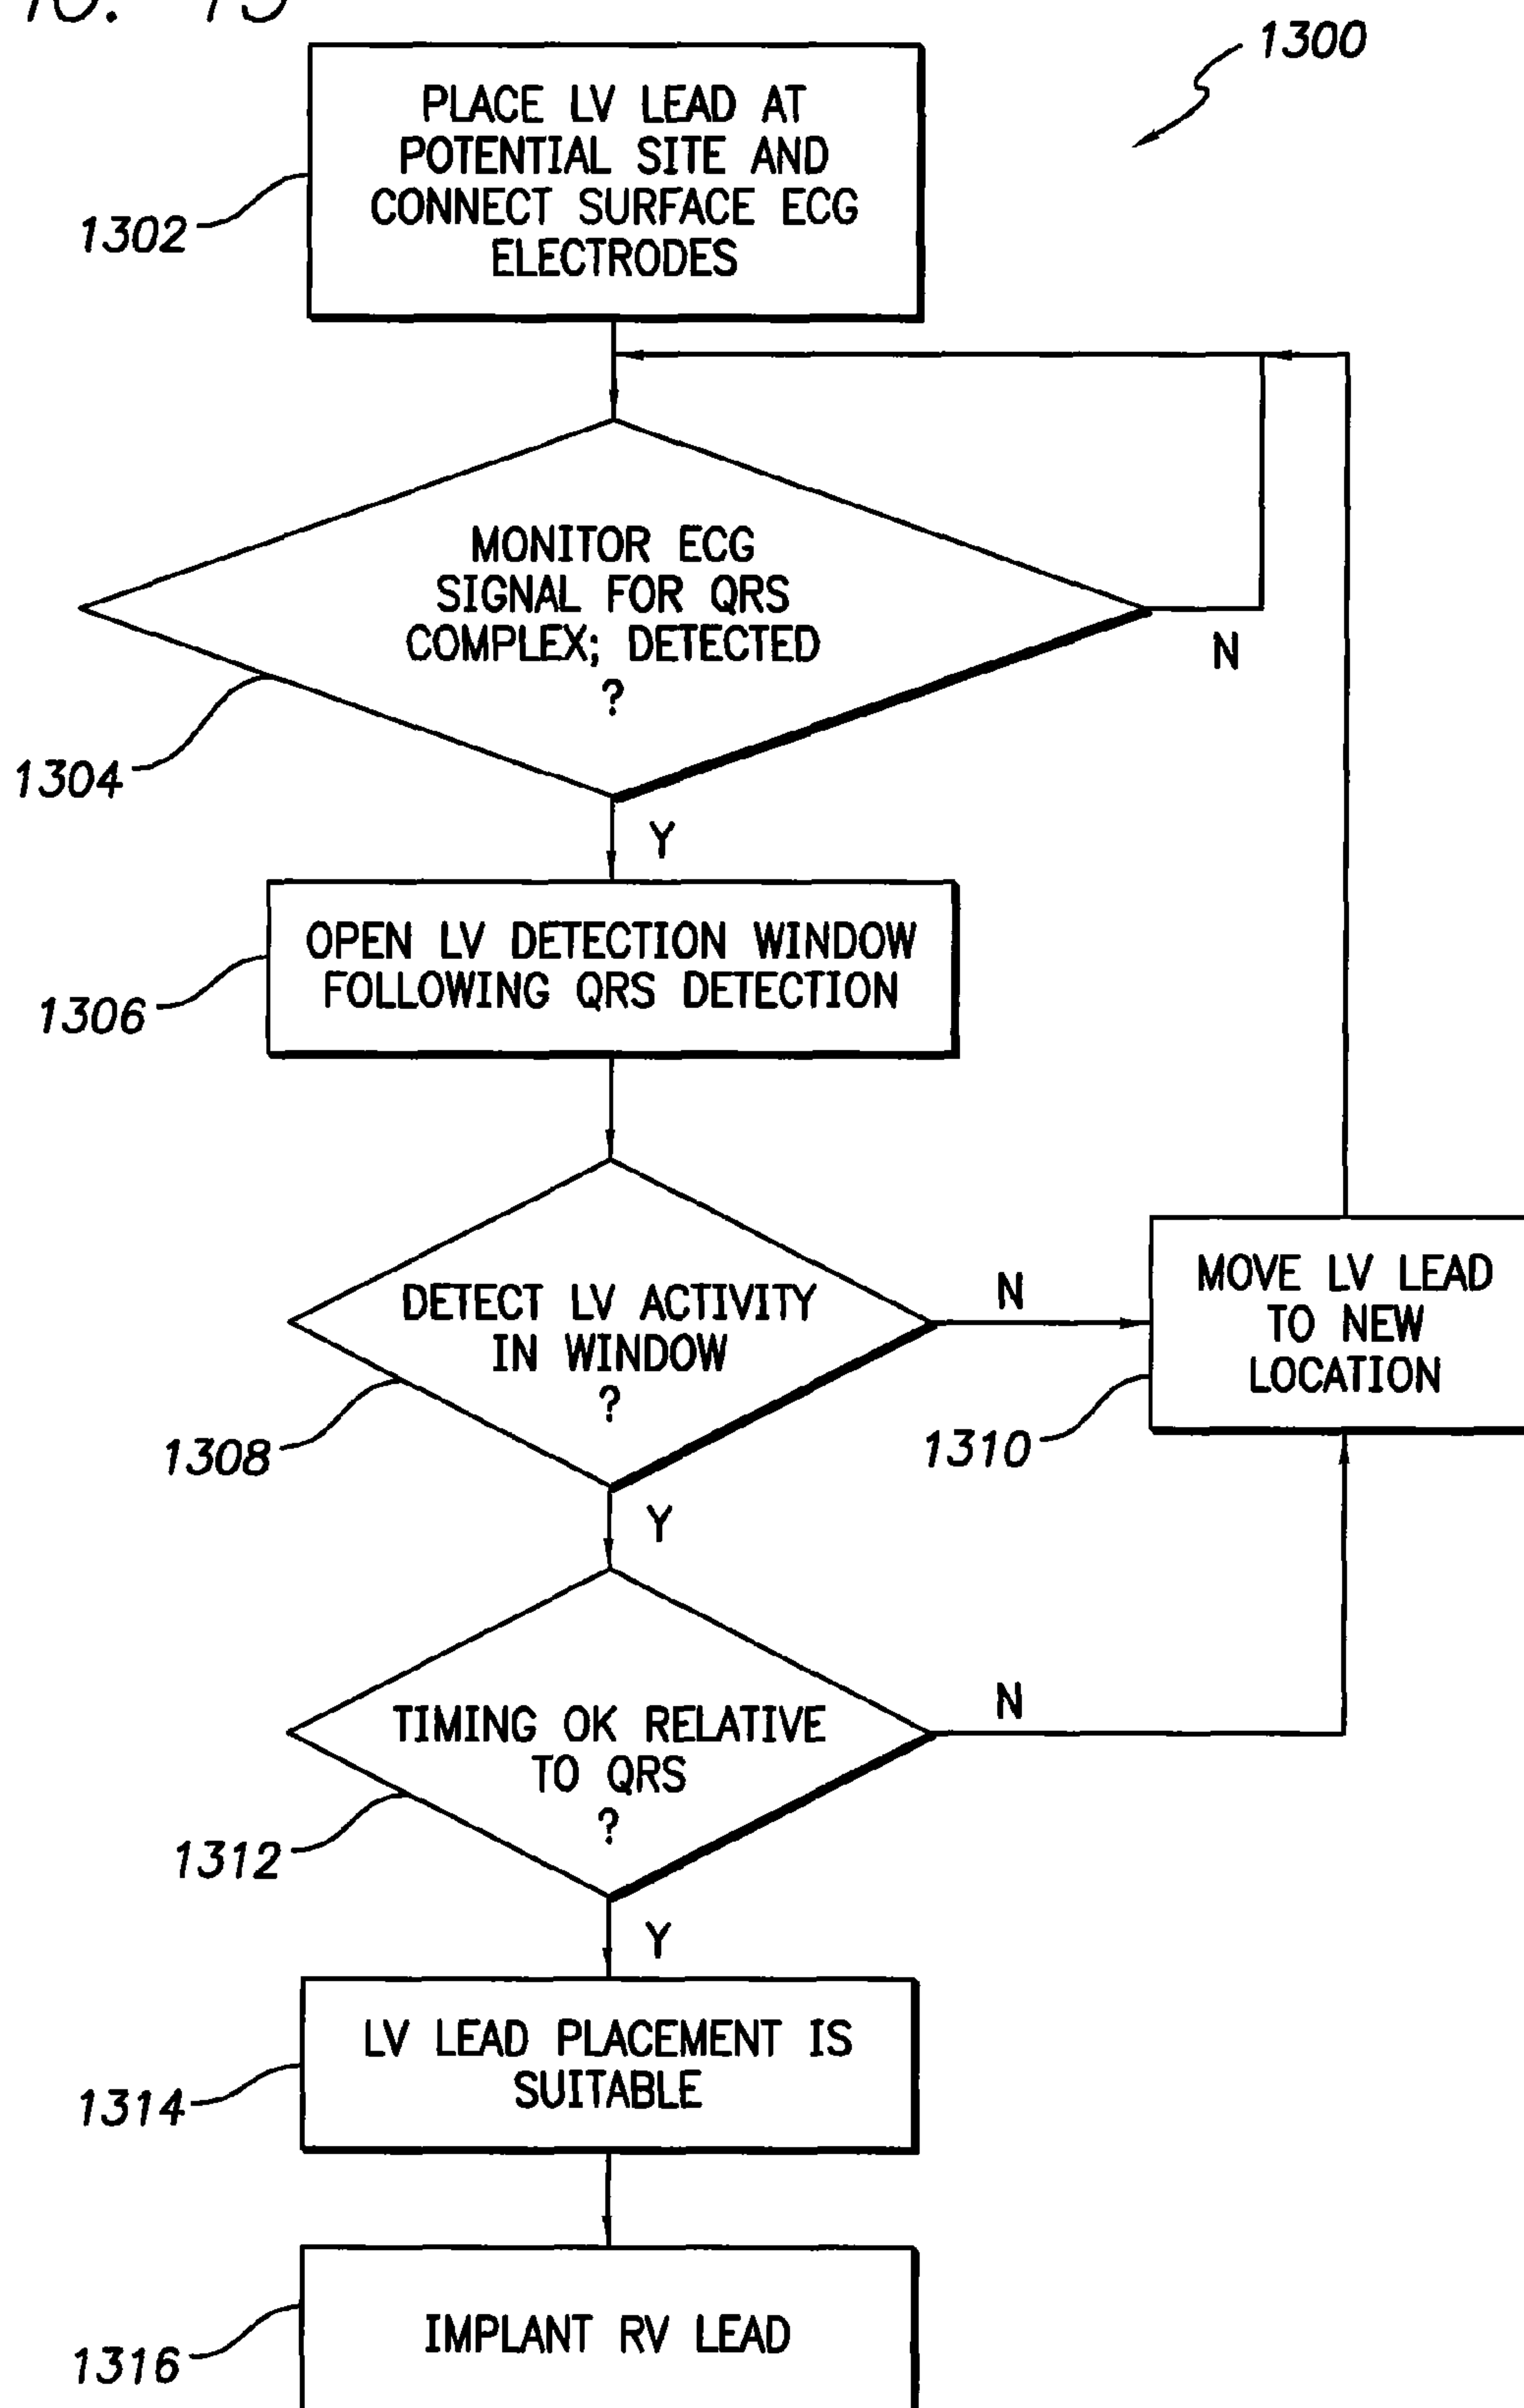 1300
PLACE LV LEAD AT
POTENTIAL SITE AND
CONNECT SURFACE ECG
ELECTRODES
1302
MONITOR ECG
SIGNAL FOR QRS
COMPLEX; DETECTED
?
N
1304
Y
OPEN LV DETECTION WINDOW
FOLLOWING QRS DETECTION
1306
DETECT LV ACTIVITY
IN WINDOW
?
N
MOVE LV LEAD
TO NEW
LOCATION
1308
1310
Y
TIMING OK RELATIVE
TO QRS
?
N
1312
Y
LV LEAD PLACEMENT IS
SUITABLE
1314
IMPLANT RV LEAD
1316